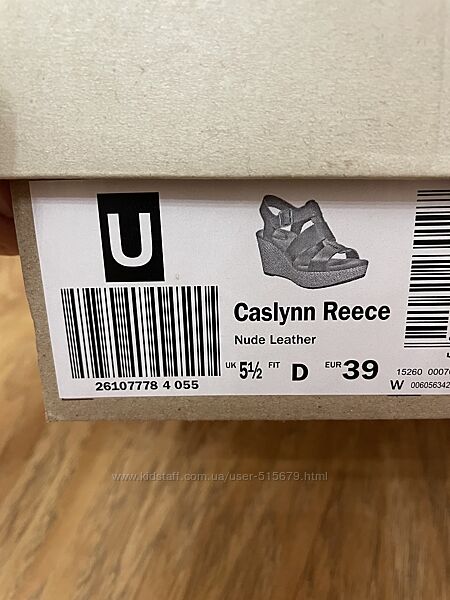 U
Caslynn Reece
Nude Leather
UK 5½ FIT D EUR 39
26107778 4 055
W
www.kidstaff.com.ua/user-515679.html